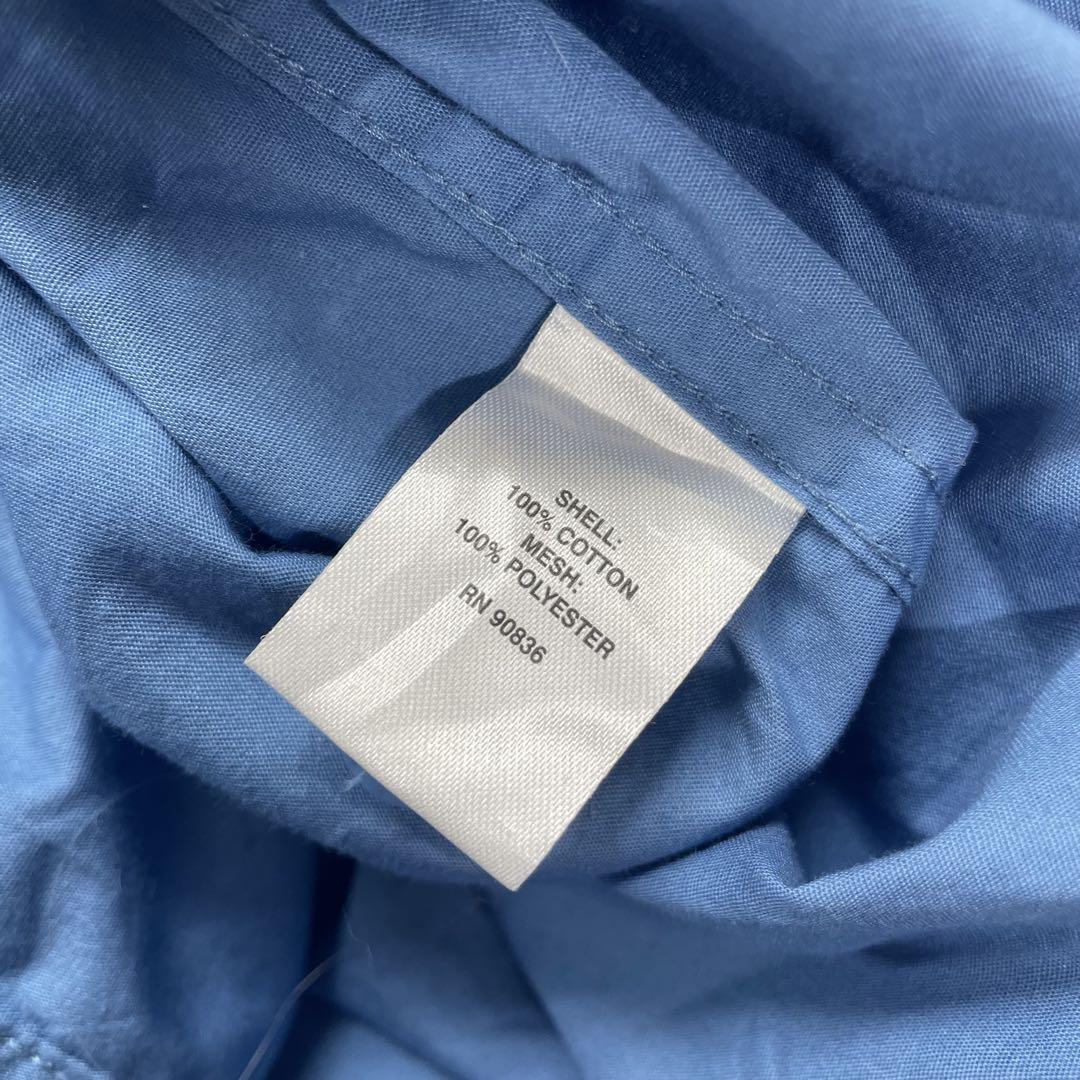 SHELL:
100% COTTON
MESH:
100% POLYESTER
RN 90836